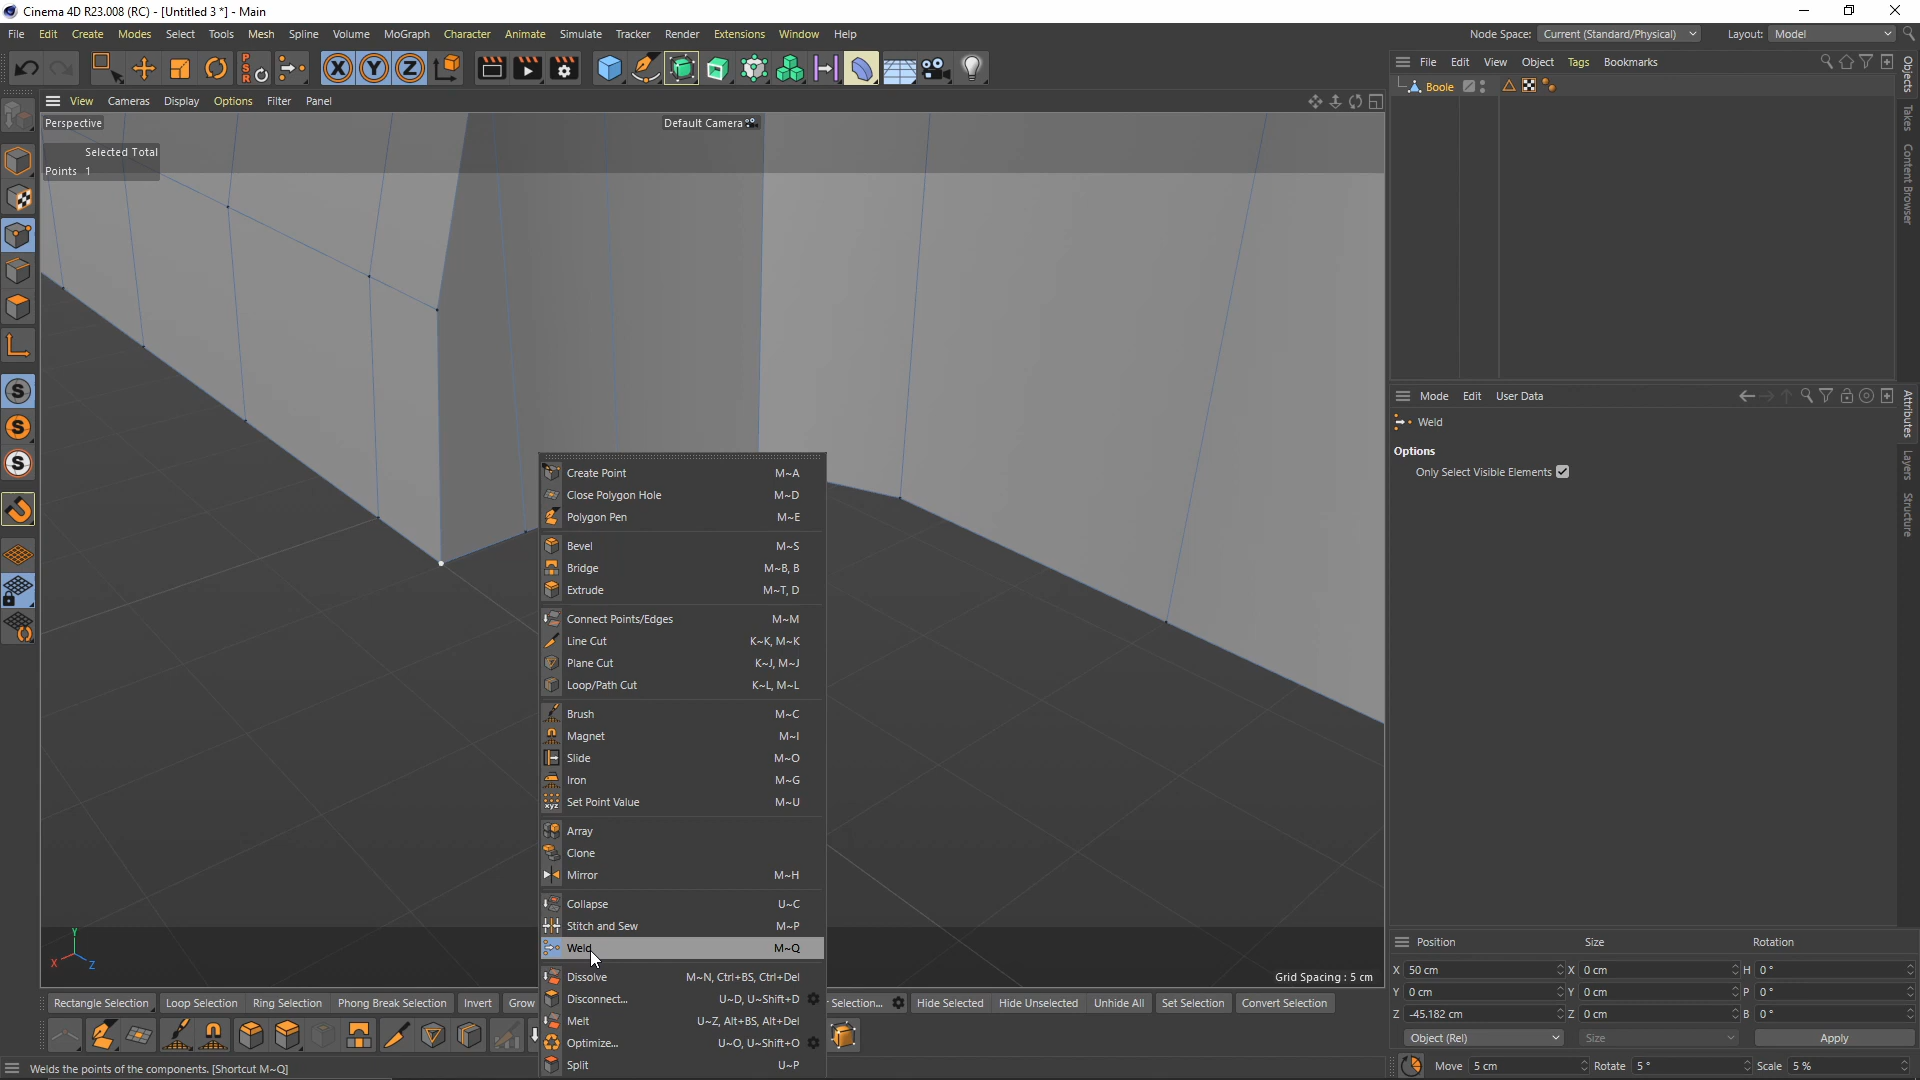 Cinema 4D R23.008 (RC) - [Untitled 3 *] - Main
File Edit Create Modes Select Tools Mesh Spline Volume MoGraph Character Animate Simulate Tracker Render Extensions Window Help Node Space: Current (Standard/Physical) Layout: Model
PSR X Y Z
View Cameras Display Options Filter Panel
File Edit View Object Tags Bookmarks
Boole
Objects
Takes
Content Browser
Perspective
Default Camera
Selected Total
Points 1
S
S
S
Mode Edit User Data
Weld
Options
Only Select Visible Elements
Attributes
Layers
Structure
Create Point M~A
Close Polygon Hole M~D
Polygon Pen M~E
Bevel M~S
Bridge M~B, B
Extrude M~T, D
Connect Points/Edges M~M
Line Cut K~K, M~K
Plane Cut K~J, M~J
Loop/Path Cut K~L, M~L
Brush M~C
Magnet M~I
Slide M~O
Iron M~G
xyz Set Point Value M~U
Array
Clone
Mirror M~H
Collapse U~C
Stitch and Sew M~P
Weld M~Q
Dissolve M~N, Ctrl+BS, Ctrl+Del
Disconnect... U~D, U~Shift+D
Melt U~Z, Alt+BS, Alt+Del
Optimize... U~O, U~Shift+O
Split U~P
Y
X Z
Grid Spacing : 5 cm
Rectangle Selection Loop Selection Ring Selection Phong Break Selection Invert Grow Selection... Hide Selected Hide Unselected Unhide All Set Selection Convert Selection
Position Size Rotation
X 50 cm X 0 cm H 0 °
Y 0 cm Y 0 cm P 0 °
Z -45.182 cm Z 0 cm B 0 °
Object (Rel) Size Apply
Move 5 cm Rotate 5 ° Scale 5 %
Welds the points of the components. [Shortcut M~Q]